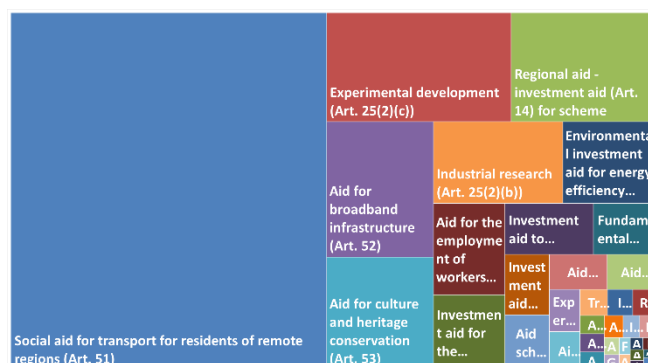 Experimental development
(Art. 25(2)(c))
Regional aid -
investment aid (Art.
14) for scheme
Aid for
broadband
infrastructure
(Art. 52)
Industrial research
(Art. 25(2)(b))
Environmenta
l investment
aid for energy
efficiency...
Aid for the
employme
nt of
workers...
Investment
aid to...
Fundam
ental...
Social aid for transport for residents of remote
regions (Art. 51)
Aid for culture
and heritage
conservation
(Art. 53)
Investmen
t aid for
the...
Invest
ment
aid...
Aid...
Aid...
Aid
sch...
Exp
er...
Tr...
I...
R
Ai...
A...
A...
I...
A...
A
F
A